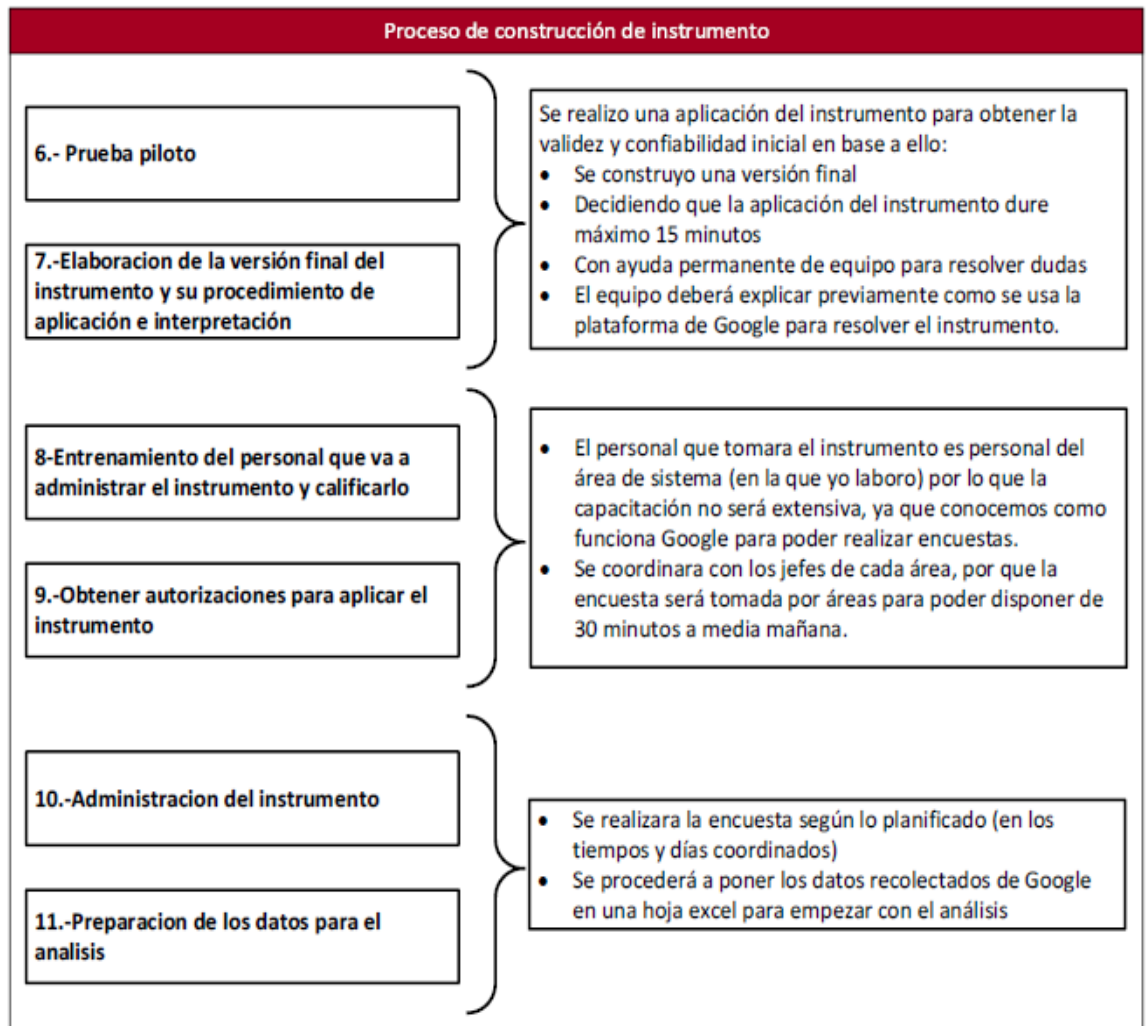 Proceso de construcción de instrumento
6.- Prueba piloto
7.-Elaboracion de la versión final del
instrumento y su procedimiento de
aplicación e interpretación
Se realizo una aplicación del instrumento para obtener la
validez y confiabilidad inicial en base a ello:
• Se construyo una versión final
• Decidiendo que la aplicación del instrumento dure
máximo 15 minutos
• Con ayuda permanente de equipo para resolver dudas
• El equipo deberá explicar previamente como se usa la
plataforma de Google para resolver el instrumento.
8-Entrenamiento del personal que va a
administrar el instrumento y calificarlo
9.-Obtener autorizaciones para aplicar el
instrumento
• El personal que tomara el instrumento es personal del
área de sistema (en la que yo laboro) por lo que la
capacitación no será extensiva, ya que conocemos como
funciona Google para poder realizar encuestas.
• Se coordinara con los jefes de cada área, por que la
encuesta será tomada por áreas para poder disponer de
30 minutos a media mañana.
10.-Administracion del instrumento
11.-Preparacion de los datos para el
analisis
• Se realizara la encuesta según lo planificado (en los
tiempos y días coordinados)
• Se procederá a poner los datos recolectados de Google
en una hoja excel para empezar con el análisis